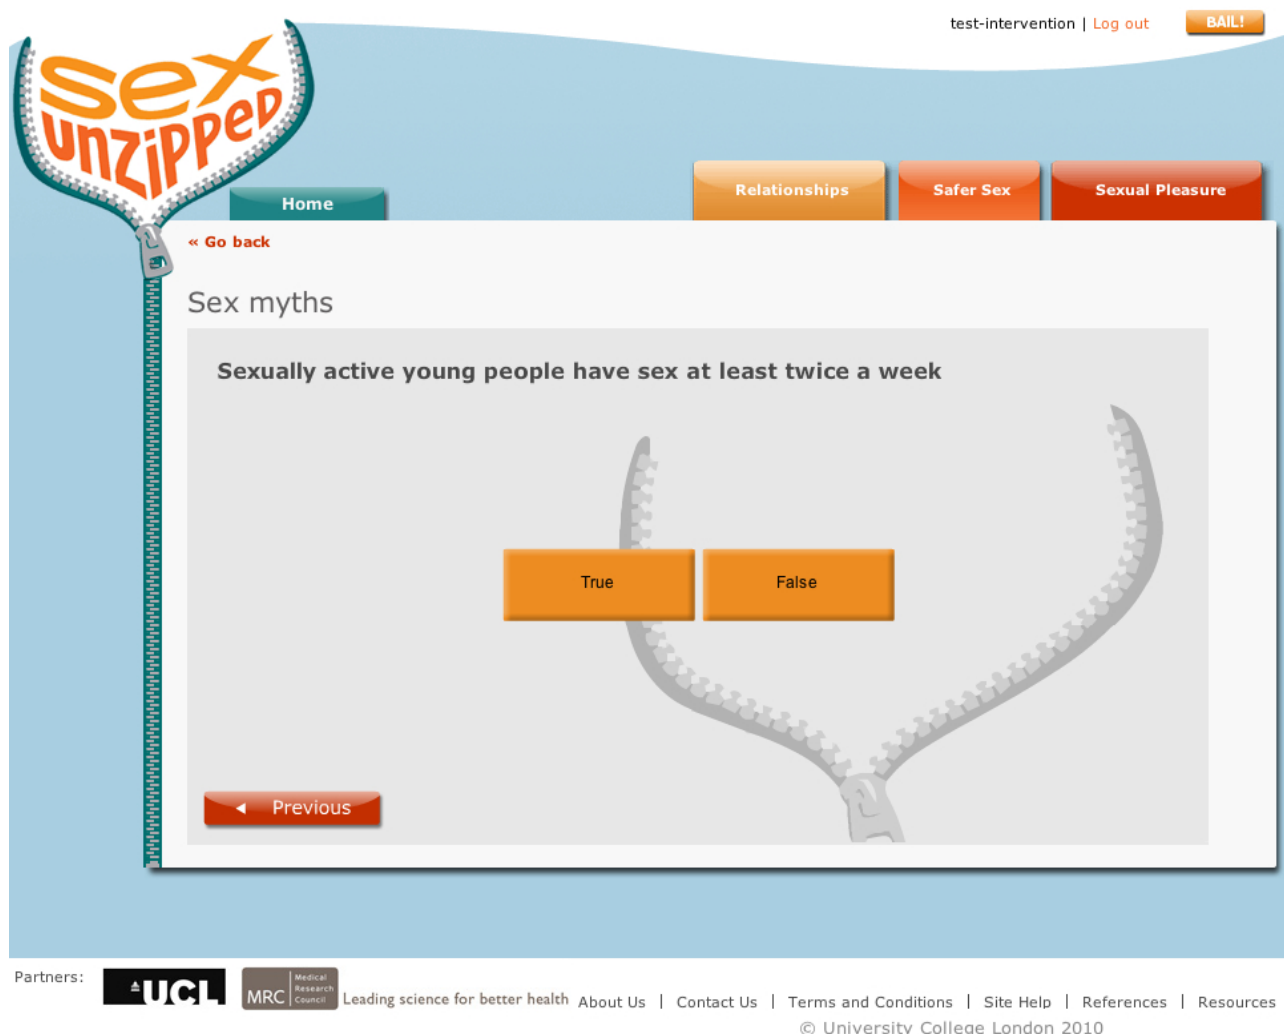 test-intervention | Log out
BAIL!
sex
unzipped
Home
Relationships
Safer Sex
Sexual Pleasure
« Go back
Sex myths
Sexually active young people have sex at least twice a week
True
False
Previous
Partners:
UCL
MRC
Medical
Research
Council
Leading science for better health
About Us | Contact Us | Terms and Conditions | Site Help | References | Resources
© University College London 2010